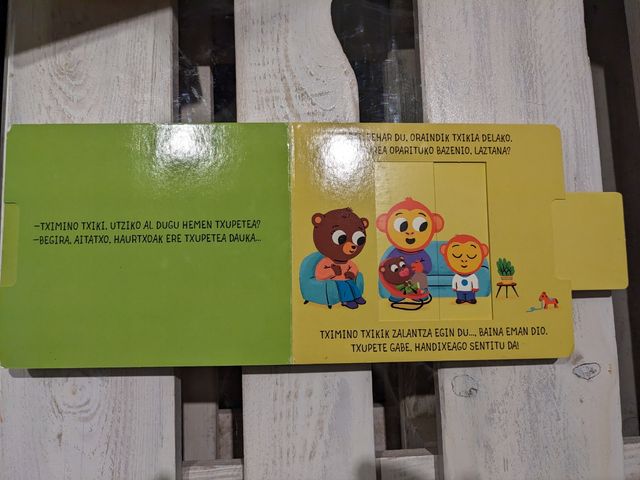 –TXIMINO TXIKI, UTZIKO AL DUGU HEMEN TXUPETEA?
–BEGIRA, AITATXO, HAURTXOAK ERE TXUPETEA DAUKA...
BEHAR DU, ORAINDIK TXIKIA DELAKO.
OPARITUKO BAZENIO, LAZTANA?
TXIMINO TXIKIK ZALANTZA EGIN DU..., BAINA EMAN DIO.
TXUPETE GABE, HANDIXEAGO SENTITU DA!